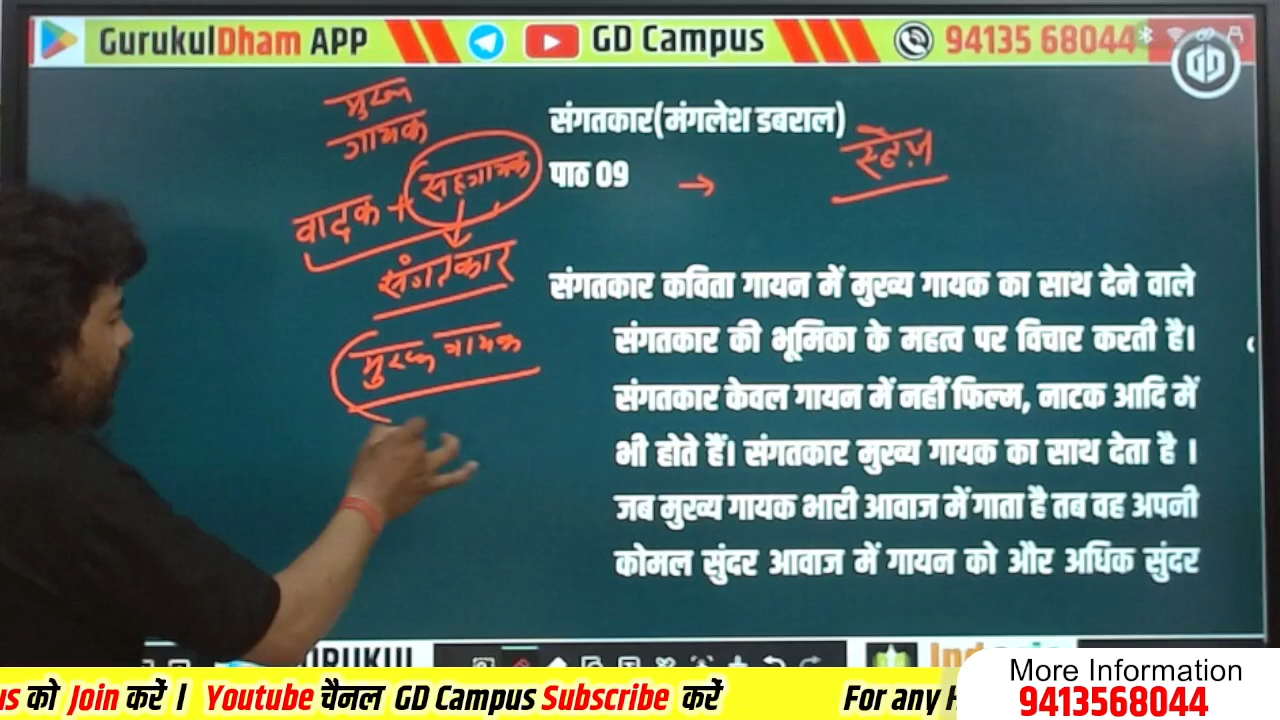 GurukulDham APP
GD Campus
94135 68044
मुख्य
गायक
वादक + सहगायक
संगतकार
मुख्य गायक
संगतकार(मंगलेश डबराल)
स्टेज
पाठ 09 →
संगतकार कविता गायन में मुख्य गायक का साथ देने वाले
संगतकार की भूमिका के महत्व पर विचार करती है।
संगतकार केवल गायन में नहीं फिल्म, नाटक आदि में
भी होते हैं। संगतकार मुख्य गायक का साथ देता है ।
जब मुख्य गायक भारी आवाज में गाता है तब वह अपनी
कोमल सुंदर आवाज में गायन को और अधिक सुंदर
को Join करें । Youtube चैनल GD Campus Subscribe करें
For any
More Information
9413568044